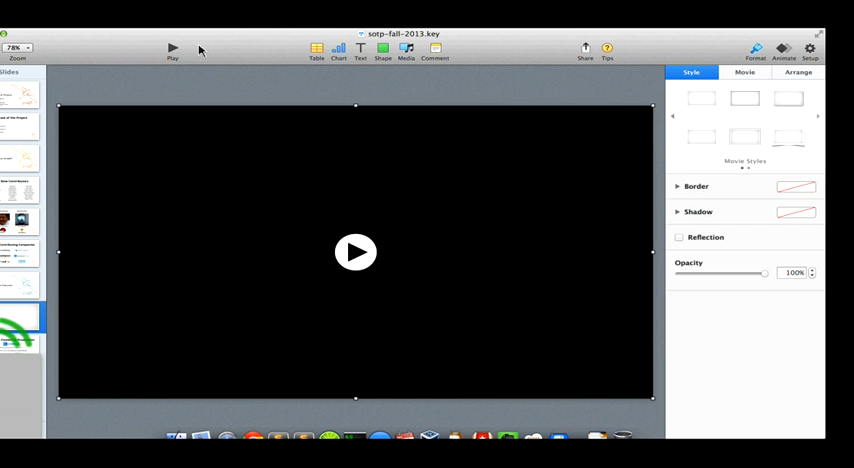 sotp-fall-2013.key
78%
Zoom
Play
Table
Chart
Text
Shape
Media
Comment
Share
Tips
Format
Animate
Setup
Slides
Style
Movie
Arrange
Movie Styles
Border
Shadow
Reflection
Opacity
100%